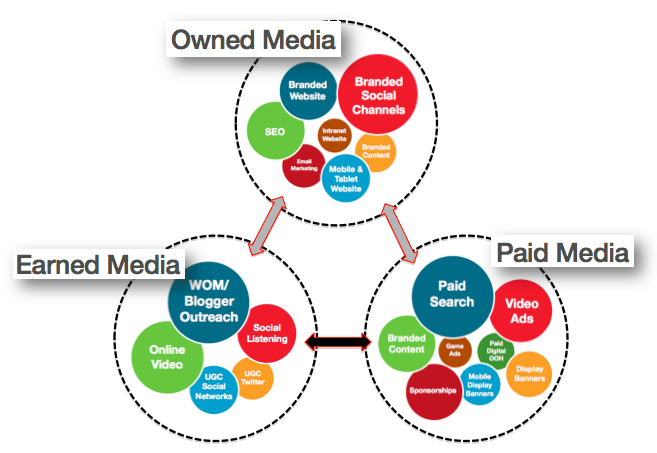 Owned Media
Branded
Website
Branded
Social
Channels
SEO
Intranet
Website
Branded
Content
Email
Marketing
Mobile &
Tablet
Website
Earned Media
WOM/
Blogger
Outreach
Social
Listening
Online
Video
UGC
Social
Networks
UGC
Twitter
Paid Media
Paid
Search
Video
Ads
Branded
Content
Game
Ads
Paid
Digital
OOH
Display
Banners
Mobile
Display
Banners
Sponsorships